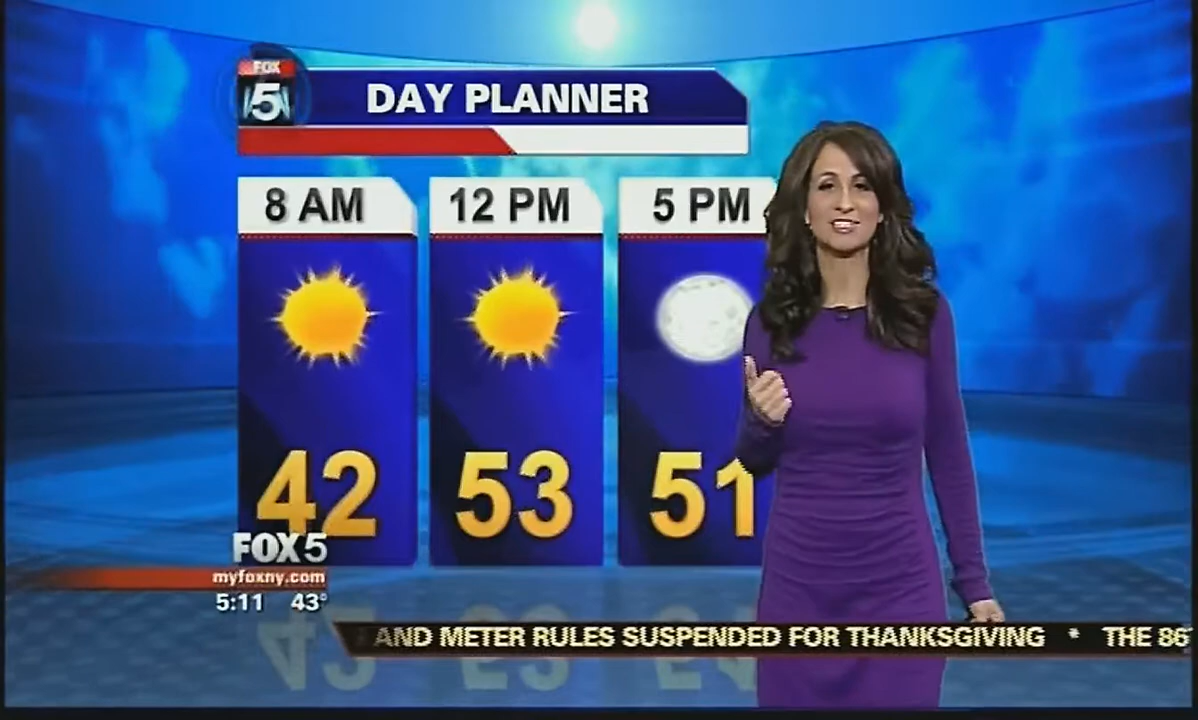 FOX
5
DAY PLANNER
8 AM
12 PM
5 PM
42
53
51
FOX 5
myfoxny.com
5:11 43°
AND METER RULES SUSPENDED FOR THANKSGIVING * THE 86